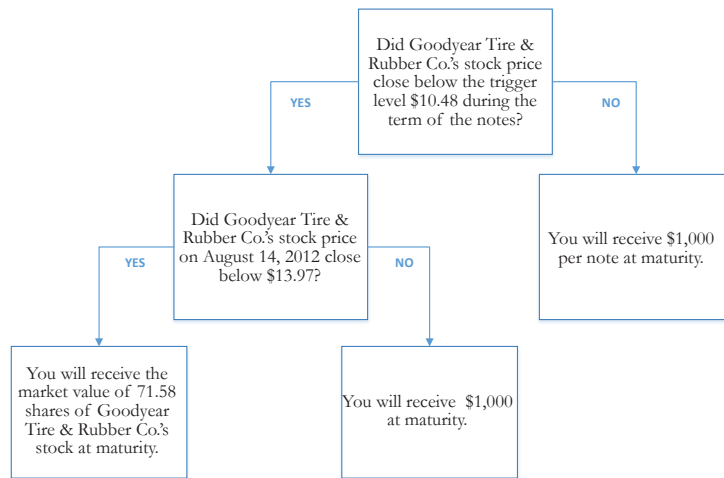 Did Goodyear Tire &
Rubber Co.'s stock price
close below the trigger
level $10.48 during the
term of the notes?
YES
NO
Did Goodyear Tire &
Rubber Co.'s stock price
on August 14, 2012 close
below $13.97?
You will receive $1,000
per note at maturity.
YES
NO
You will receive the
market value of 71.58
shares of Goodyear
Tire & Rubber Co.'s
stock at maturity.
You will receive $1,000
at maturity.